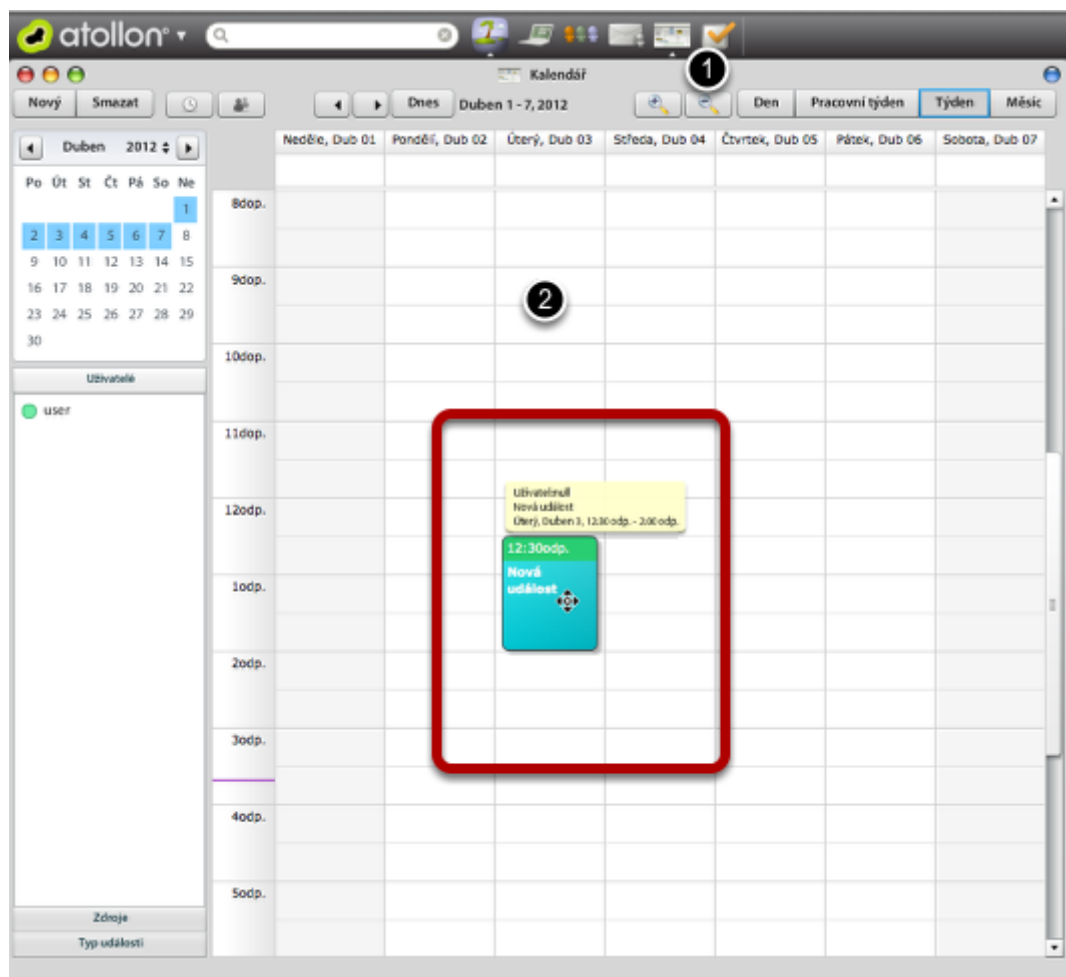 atollon
1
Kalendář
Nový Smazat Dnes Duben 1 - 7, 2012 Den Pracovní týden Týden Měsíc
Duben 2012
Neděle, Dub 01 Pondělí, Dub 02 Úterý, Dub 03 Středa, Dub 04 Čtvrtek, Dub 05 Pátek, Dub 06 Sobota, Dub 07
Po Út St Čt Pá So Ne
1
2 3 4 5 6 7 8
9 10 11 12 13 14 15
16 17 18 19 20 21 22
23 24 25 26 27 28 29
30
Uživatelé
user
8dop.
9dop.
2
10dop.
11dop.
Uživatel:null
Nová událost
Úterý, Duben 3, 12:30 odp. - 2:00 odp.
12odp.
12:30odp.
Nová
událost
1odp.
2odp.
3odp.
4odp.
5odp.
Zdroje
Typ události